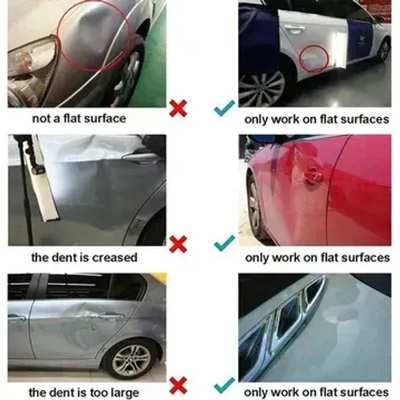 not a flat surface
only work on flat surfaces
the dent is creased
only work on flat surfaces
the dent is too large
only work on flat surfaces